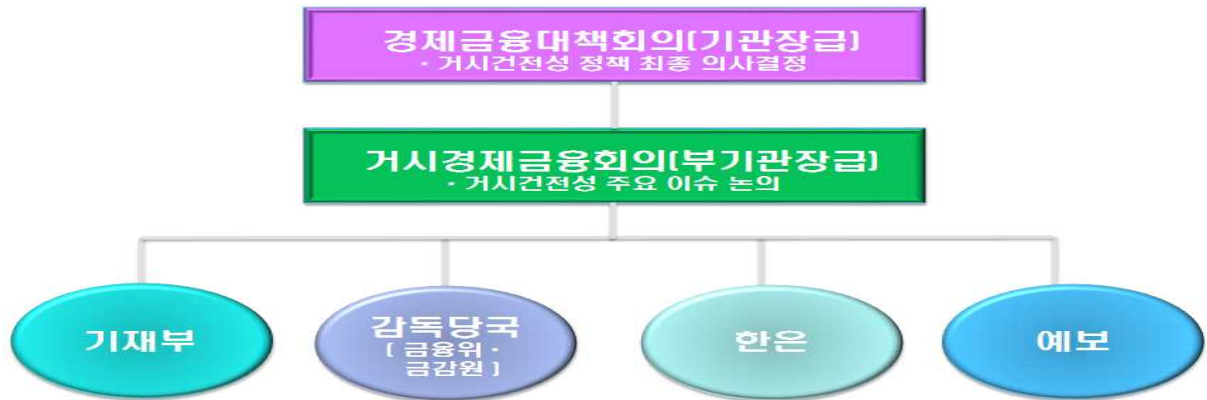 경제금융대책회의(기관장급)
· 거시건전성 정책 최종 의사결정
거시경제금융회의(부기관장급)
· 거시건전성 주요 이슈 논의
기재부
감독당국
( 금융위 ·
금감원 )
한은
예보